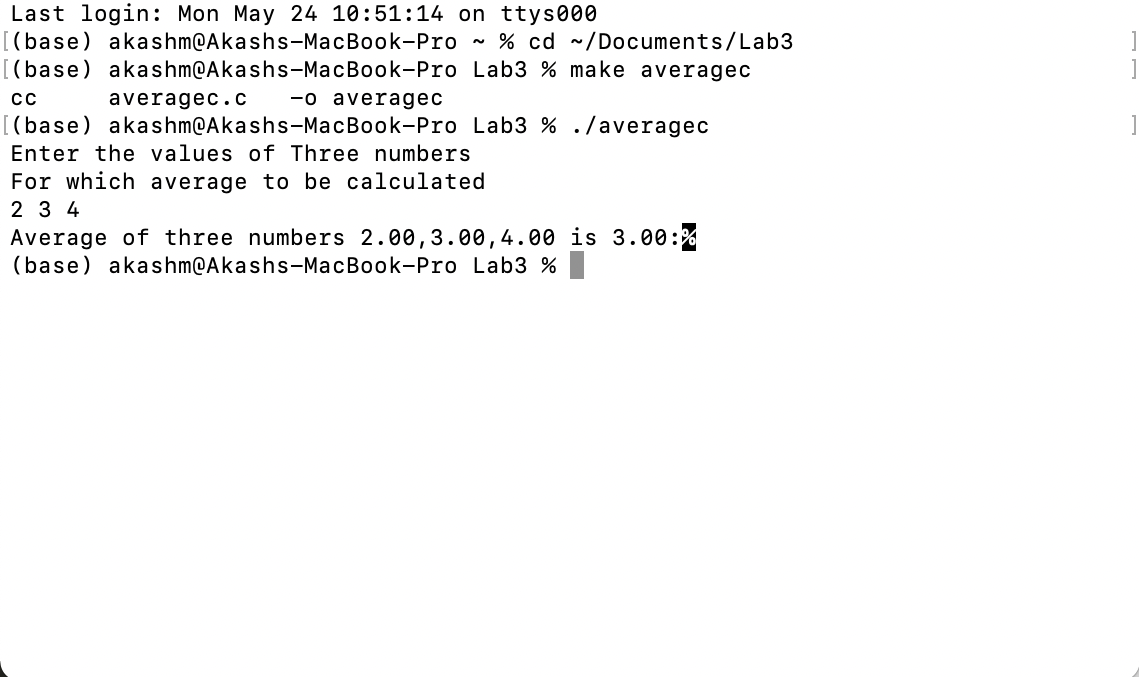 Last login: Mon May 24 10:51:14 on ttys000
[(base) akashm@Akashs-MacBook-Pro ~ % cd ~/Documents/Lab3 ]
[(base) akashm@Akashs-MacBook-Pro Lab3 % make averagec ]
cc     averagec.c   -o averagec
[(base) akashm@Akashs-MacBook-Pro Lab3 % ./averagec ]
Enter the values of Three numbers
For which average to be calculated
2 3 4
Average of three numbers 2.00,3.00,4.00 is 3.00:%
(base) akashm@Akashs-MacBook-Pro Lab3 %